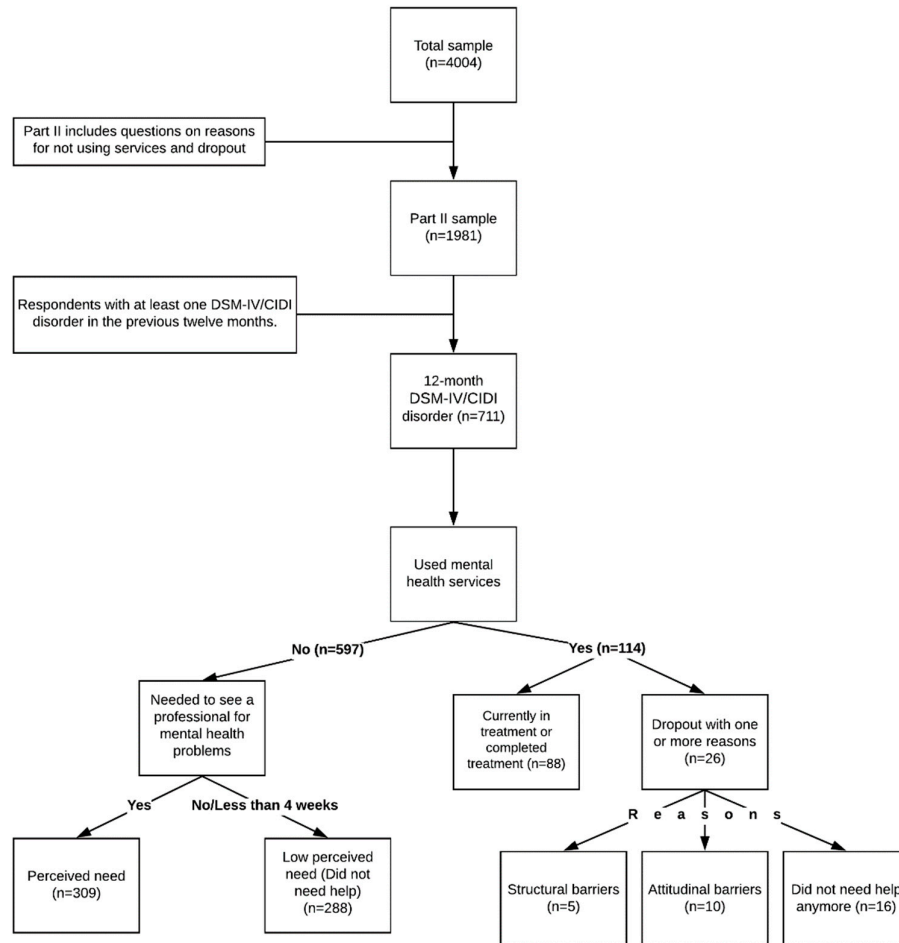 Total sample
(n=4004)
Part II includes questions on reasons
for not using services and dropout
Part II sample
(n=1981)
Respondents with at least one DSM-IV/CIDI
disorder in the previous twelve months.
12-month
DSM-IV/CIDI
disorder (n=711)
Used mental
health services
No (n=597)
Yes (n=114)
Needed to see a
professional for
mental health
problems
Currently in
treatment or
completed
treatment (n=88)
Dropout with one
or more reasons
(n=26)
Yes
No/Less than 4 weeks
R e a s o n s
Perceived need
(n=309)
Low perceived
need (Did not
need help)
(n=288)
Structural barriers
(n=5)
Attitudinal barriers
(n=10)
Did not need help
anymore (n=16)